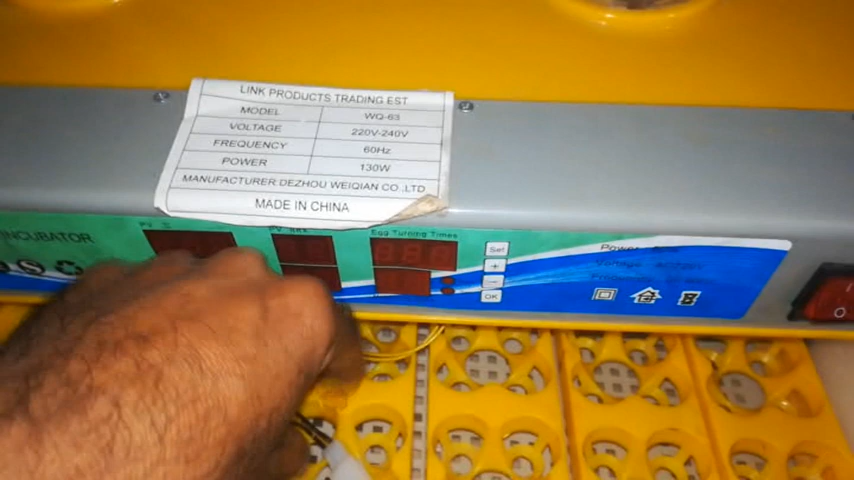 LINK PRODUCTS TRADING EST
MODEL WQ-63
VOLTAGE 220V-240V
FREQUENCY 60Hz
POWER 130W
MANUFACTURER DEZHOU WEIQIAN CO.,LTD
MADE IN CHINA
INCUBATOR
Egg Turning Times
Set
+
−
OK
Power
Voltage